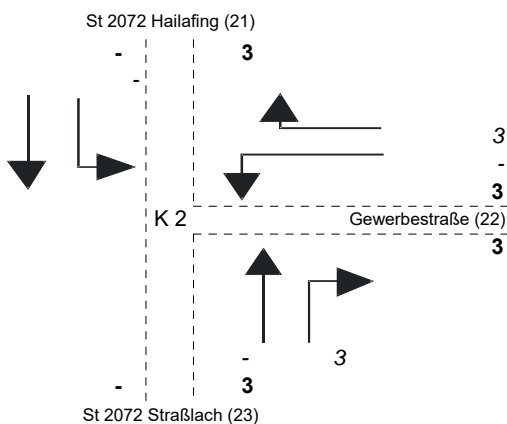 St 2072 Hailafing (21)
- 3
-
3
-
3
K 2 Gewerbestraße (22)
3
- 3
- 3
St 2072 Straßlach (23)